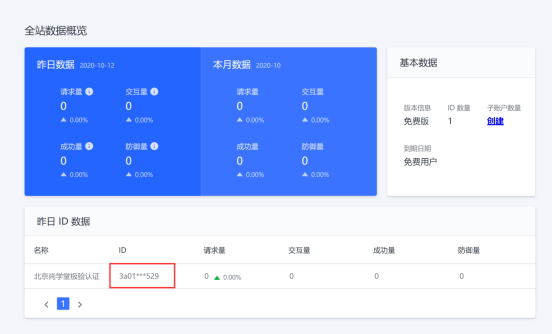 全站数据概览
昨日数据 2020-10-12
请求量 交互量
0 0
0.00% 0.00%
成功量 防御量
0 0
0.00% 0.00%
本月数据 2020-10
请求量 交互量
0 0
0.00% 0.00%
成功量 防御量
0 0
0.00% 0.00%
基本数据
版本信息 ID 数量 子账户数量
免费版 1 创建
到期日期
免费用户
昨日 ID 数据
名称 ID 请求量 交互量 成功量 防御量
北京尚学堂极验认证 3a01***529 0 0.00% 0 0 0
1